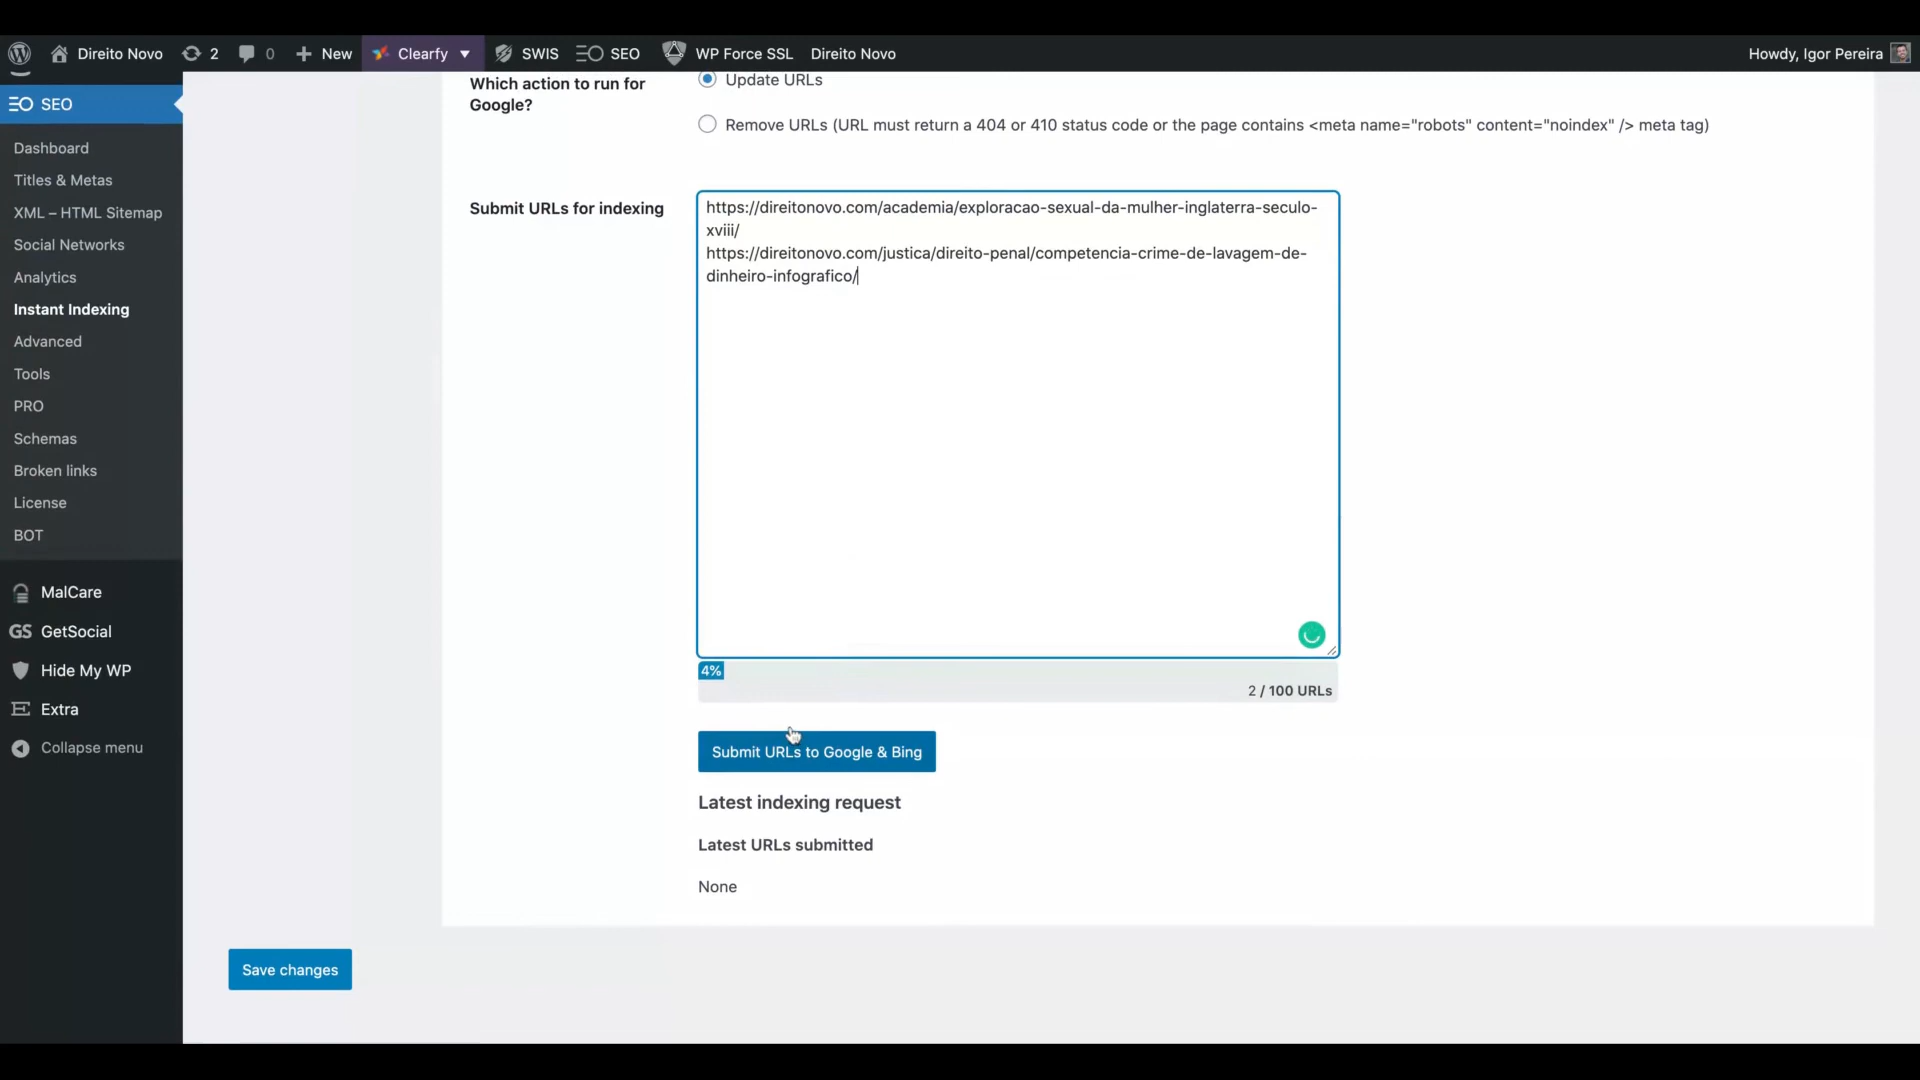 Direito Novo 2 0 New Clearfy SWIS SEO WP Force SSL Direito Novo Howdy, Igor Pereira
SEO
Dashboard
Titles & Metas
XML – HTML Sitemap
Social Networks
Analytics
Instant Indexing
Advanced
Tools
PRO
Schemas
Broken links
License
BOT
MalCare
GS GetSocial
Hide My WP
Extra
Collapse menu
Which action to run for
Google?
Update URLs
Remove URLs (URL must return a 404 or 410 status code or the page contains <meta name="robots" content="noindex" /> meta tag)
Submit URLs for indexing
https://direitonovo.com/academia/exploracao-sexual-da-mulher-inglaterra-seculo-
xviii/
https://direitonovo.com/justica/direito-penal/competencia-crime-de-lavagem-de-
dinheiro-infografico/
4%
2 / 100 URLs
Submit URLs to Google & Bing
Latest indexing request
Latest URLs submitted
None
Save changes